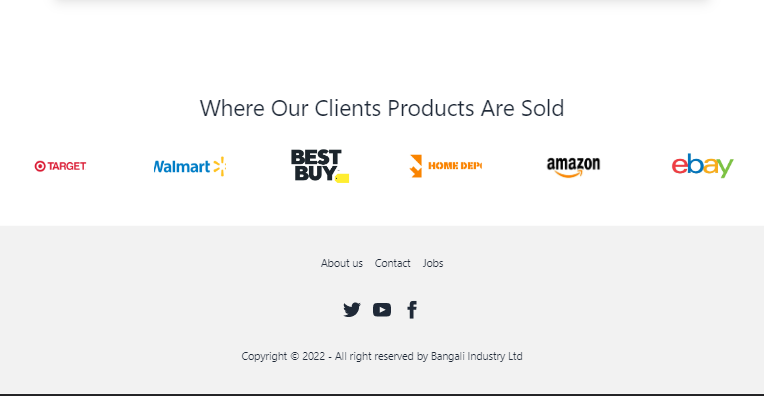 Where Our Clients Products Are Sold
TARGET
Walmart
BEST
BUY
HOME DEP
amazon
ebay
About us Contact Jobs
Copyright © 2022 - All right reserved by Bangali Industry Ltd